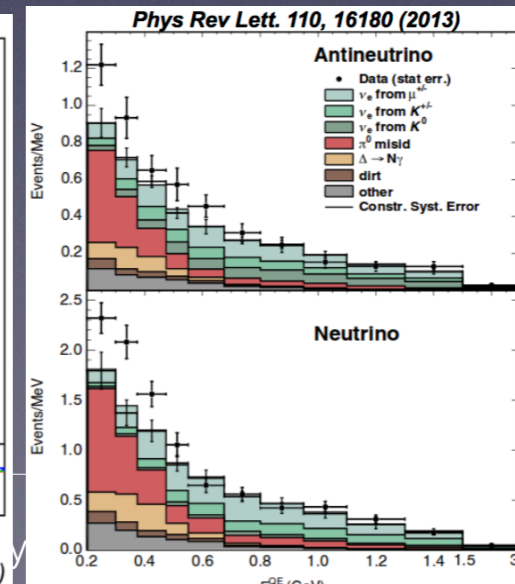 Phys Rev Lett. 110, 16180 (2013)
Antineutrino
Data (stat err.)
νe from μ+/-
νe from K+/-
νe from K0
π0 misid
Δ → Nγ
dirt
other
Constr. Syst. Error
Events/MeV
1.2
1.0
0.8
0.6
0.4
0.2
Neutrino
Events/MeV
2.5
2.0
1.5
1.0
0.5
0.0
0.2 0.4 0.6 0.8 1.0 1.2 1.4 1.5 3
y
)